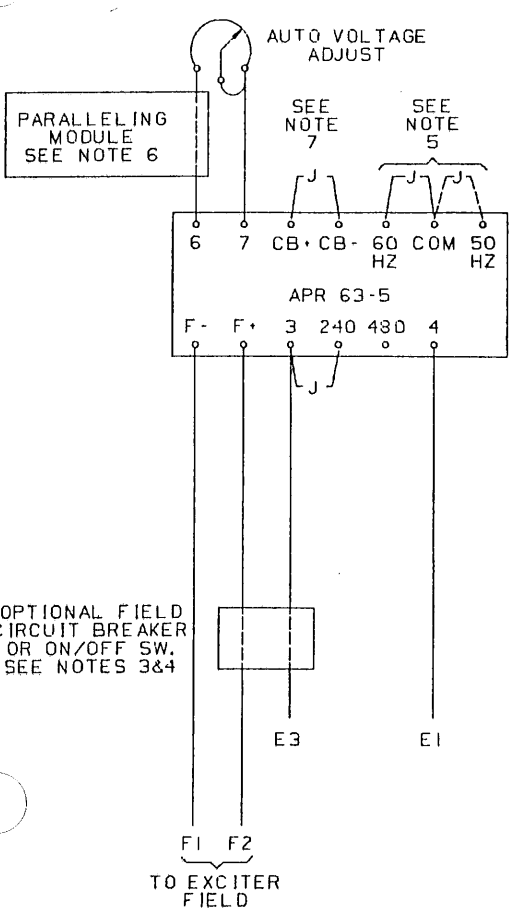 AUTO VOLTAGE
ADJUST
PARALLELING
MODULE
SEE NOTE 6
SEE
NOTE
7
SEE
NOTE
5
J
J
J
6 7 CB+ CB- 60 HZ COM 50 HZ
APR 63-5
F- F+ 3 240 480 4
J
OPTIONAL FIELD
CIRCUIT BREAKER
OR ON/OFF SW.
SEE NOTES 3&4
E3 E1
F1 F2
TO EXCITER
FIELD